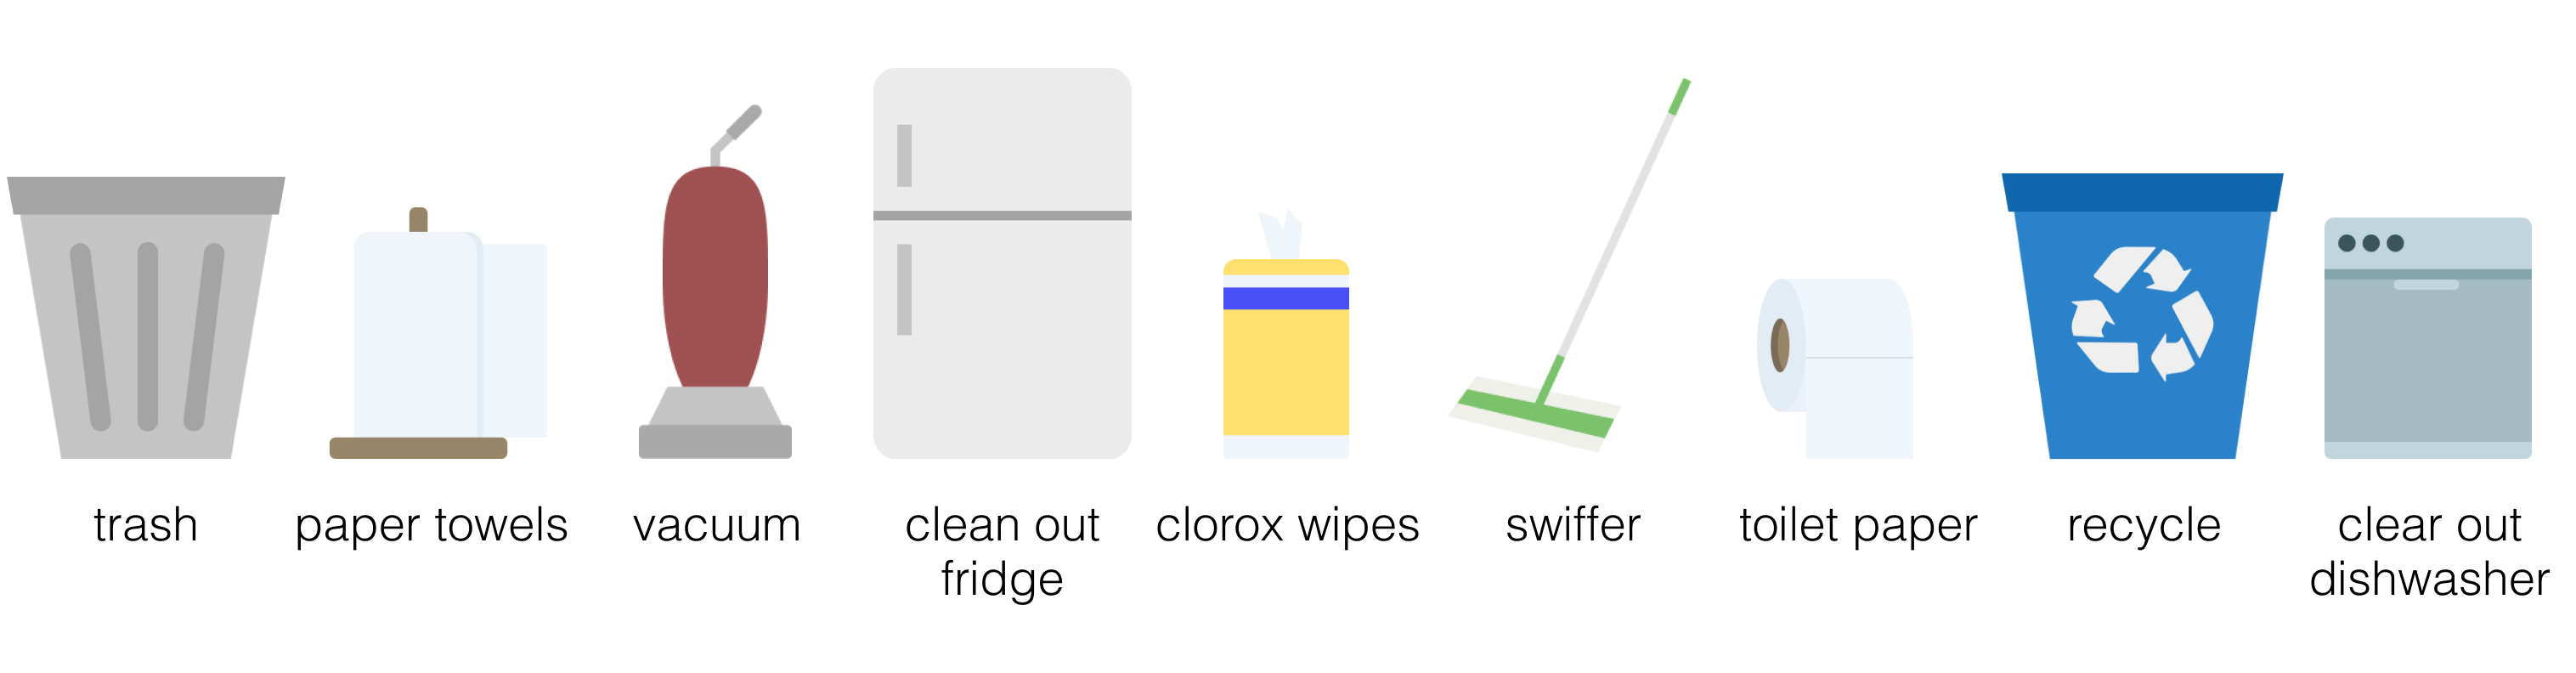 trash
paper towels
vacuum
clean out
fridge
clorox wipes
swiffer
toilet paper
recycle
clear out
dishwasher